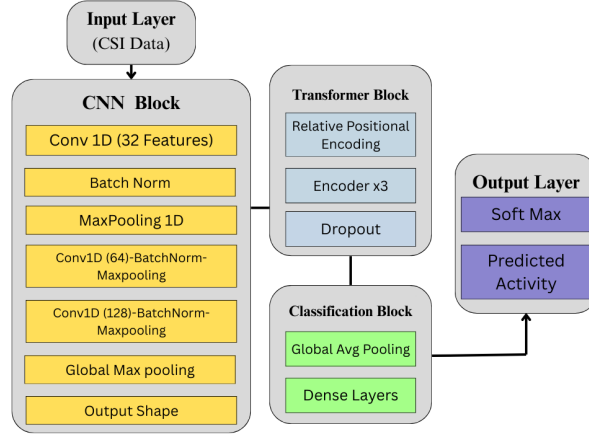 Input Layer
(CSI Data)
CNN Block
Conv 1D (32 Features)
Batch Norm
MaxPooling 1D
Conv1D (64)-BatchNorm-
Maxpooling
Conv1D (128)-BatchNorm-
Maxpooling
Global Max pooling
Output Shape
Transformer Block
Relative Positional
Encoding
Encoder x3
Dropout
Classification Block
Global Avg Pooling
Dense Layers
Output Layer
Soft Max
Predicted
Activity